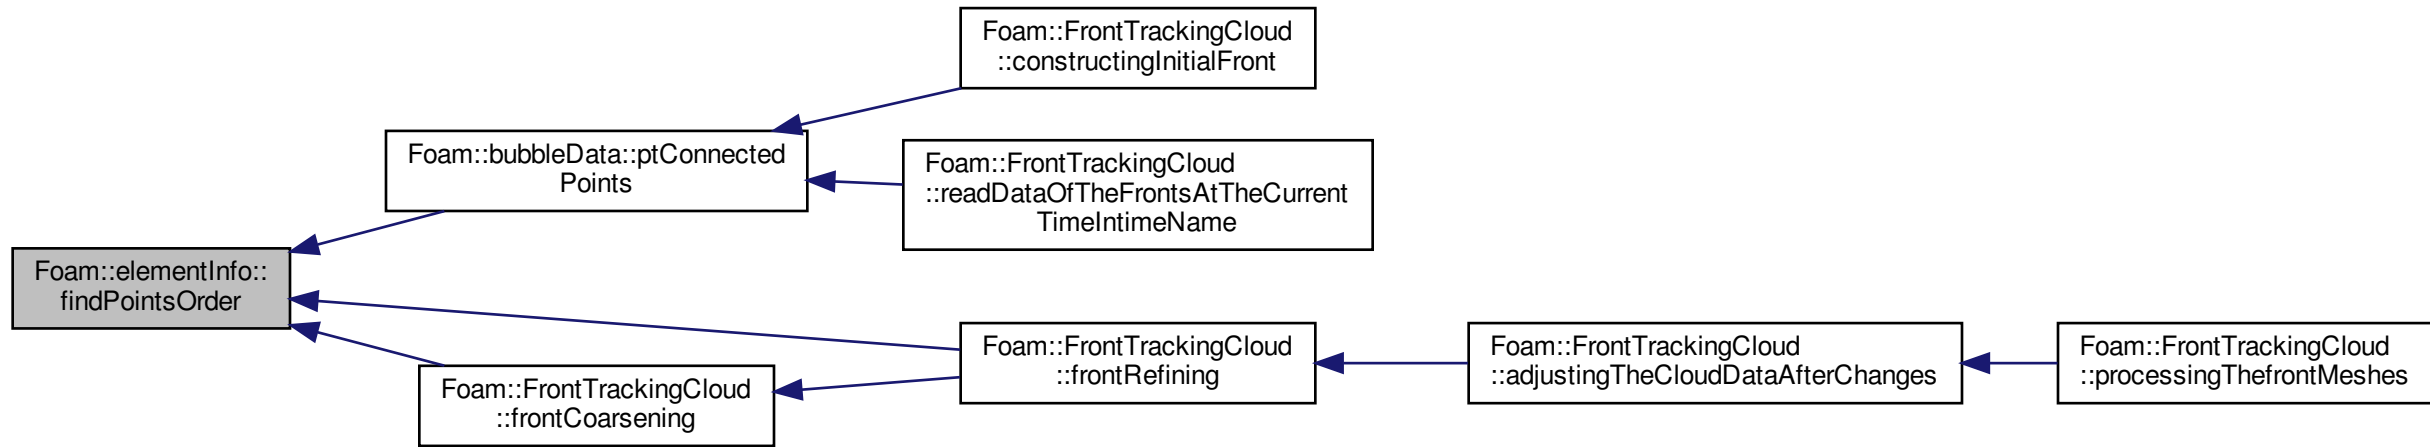 Foam::FrontTrackingCloud
::constructingInitialFront
Foam::bubbleData::ptConnected
Points
Foam::FrontTrackingCloud
::readDataOfTheFrontsAtTheCurrent
TimeIntimeName
Foam::elementInfo::
findPointsOrder
Foam::FrontTrackingCloud
::frontRefining
Foam::FrontTrackingCloud
::adjustingTheCloudDataAfterChanges
Foam::FrontTrackingCloud
::processingThefrontMeshes
Foam::FrontTrackingCloud
::frontCoarsening